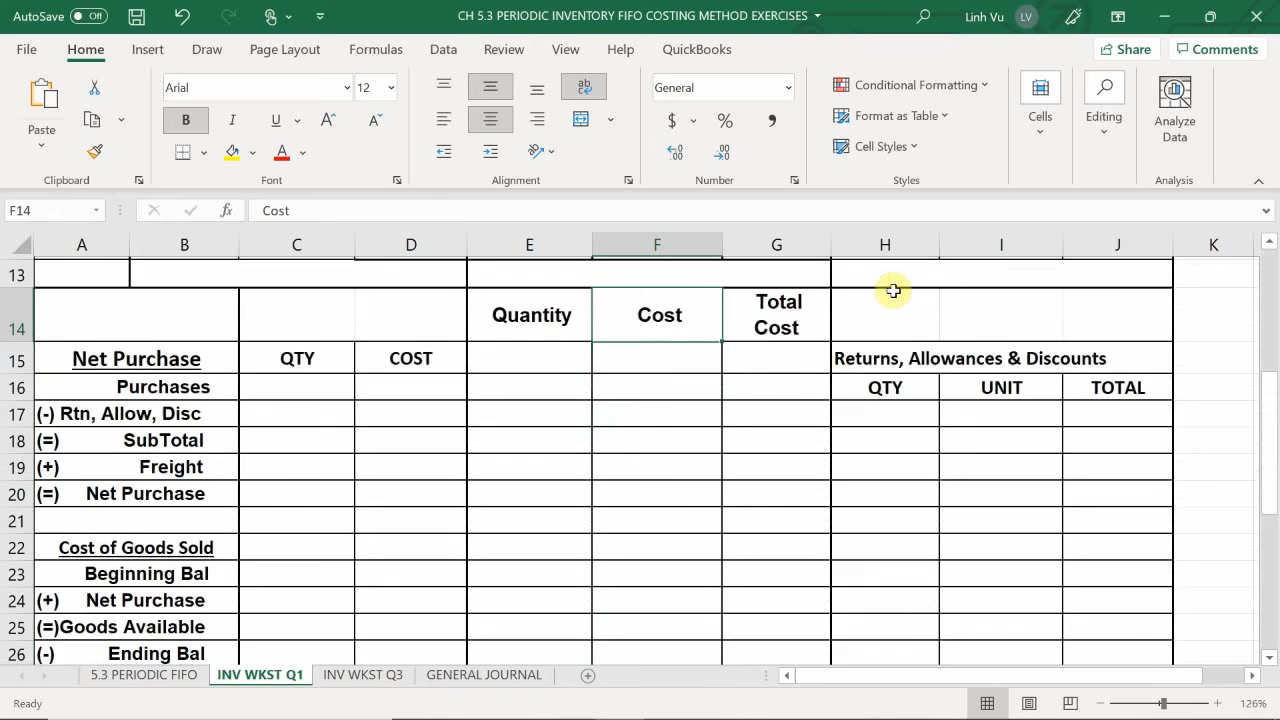 AutoSave Off CH 5.3 PERIODIC INVENTORY FIFO COSTING METHOD EXERCISES Linh Vu LV
File Home Insert Draw Page Layout Formulas Data Review View Help QuickBooks Share Comments
Paste
Clipboard
Arial 12
B I U A A
A
Font
ab
Alignment
General
$ % ,
.00 .0
Number
Conditional Formatting
Format as Table
Cell Styles
Styles
Cells
Editing
Analyze
Data
Analysis
F14 fx Cost
A B C D E F G H I J K
13
14 Quantity Cost Total
Cost
15 Net Purchase QTY COST Returns, Allowances & Discounts
16 Purchases QTY UNIT TOTAL
17 (-) Rtn, Allow, Disc
18 (=) SubTotal
19 (+) Freight
20 (=) Net Purchase
21
22 Cost of Goods Sold
23 Beginning Bal
24 (+) Net Purchase
25 (=)Goods Available
26 (-) Ending Bal
5.3 PERIODIC FIFO INV WKST Q1 INV WKST Q3 GENERAL JOURNAL
Ready 126%